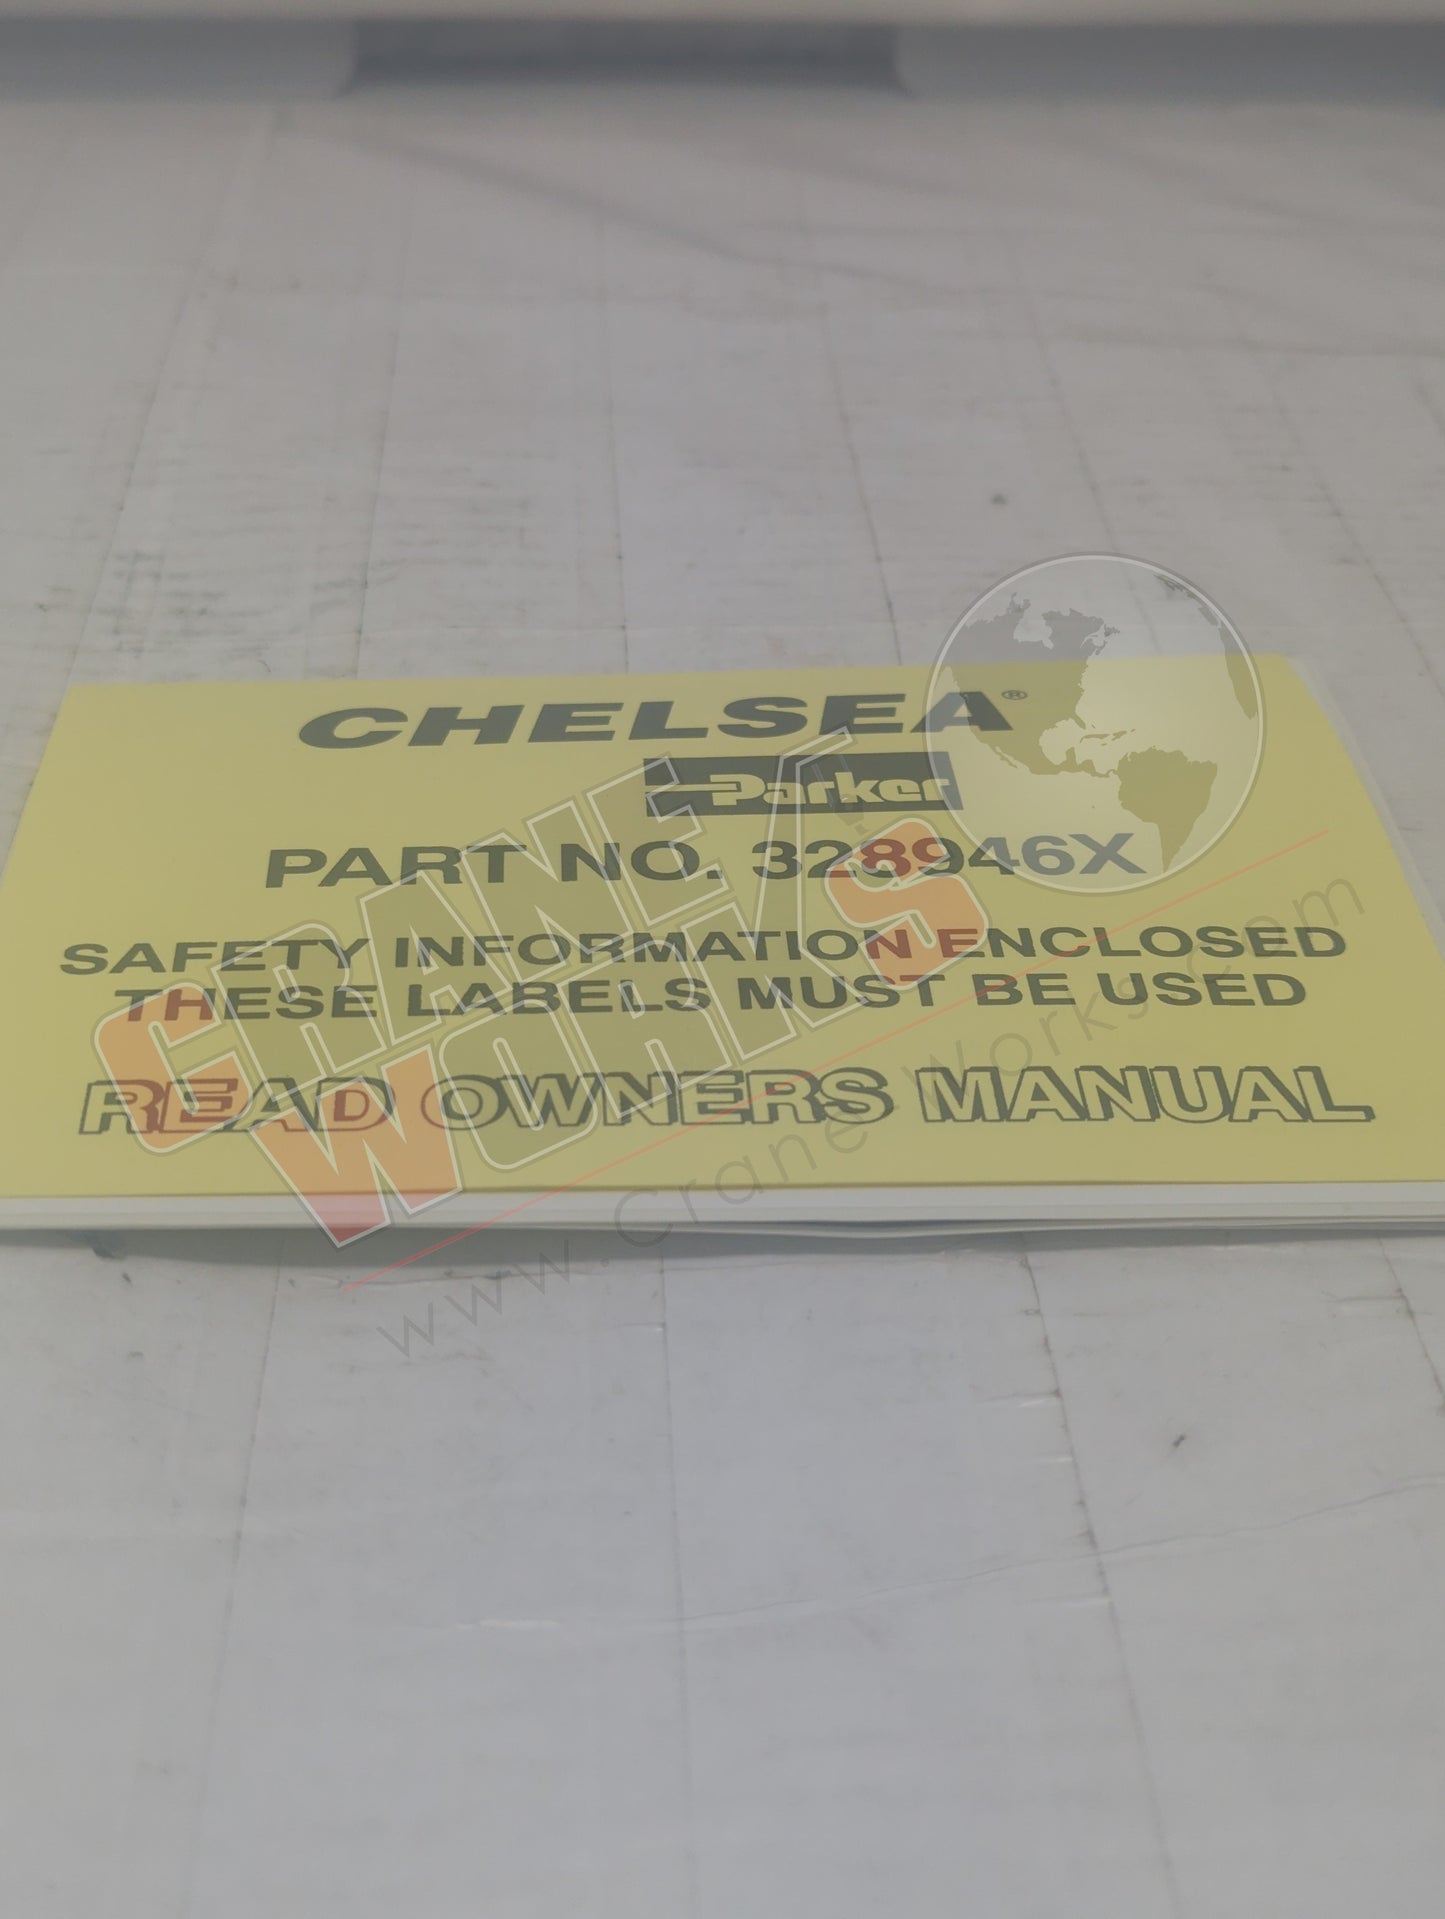 CHELSEA®
Parker
PART NO. 328946X
SAFETY INFORMATION ENCLOSED
THESE LABELS MUST BE USED
READ OWNERS MANUAL
CRANE
WORKS
www.CraneWorks.com